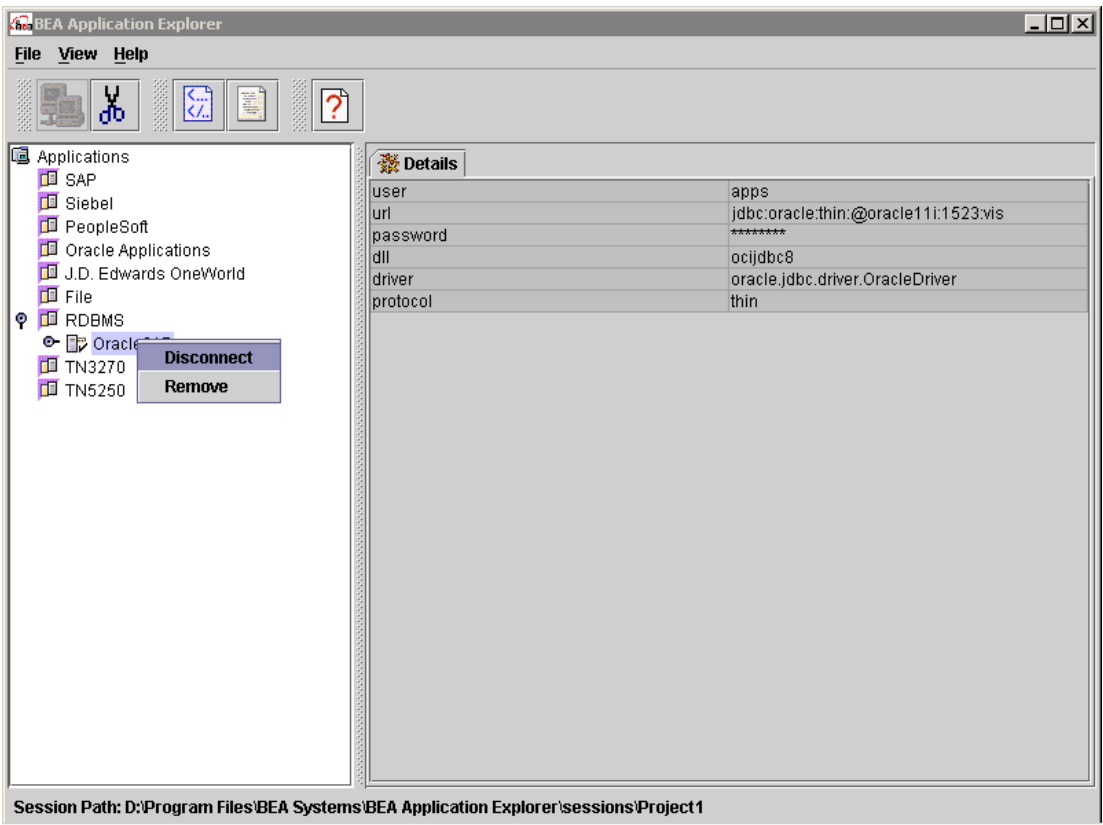 BEA Application Explorer
File View Help
Applications
SAP
Siebel
PeopleSoft
Oracle Applications
J.D. Edwards OneWorld
File
RDBMS
TN3270
TN5250
Disconnect
Remove
Details
user apps
url jdbc:oracle:thin:@oracle11i:1523:vis
password ********
dll ocijdbc8
driver oracle.jdbc.driver.OracleDriver
protocol thin
Session Path: D:\Program Files\BEA Systems\BEA Application Explorer\sessions\Project1